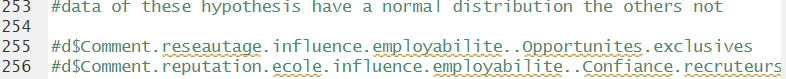 253 #data of these hypothesis have a normal distribution the others not
254
255 #d$Comment.reseautage.influence.employabilite..Opportunites.exclusives
256 #d$Comment.reputation.ecole.influence.employabilite..Confiance.recruteurs